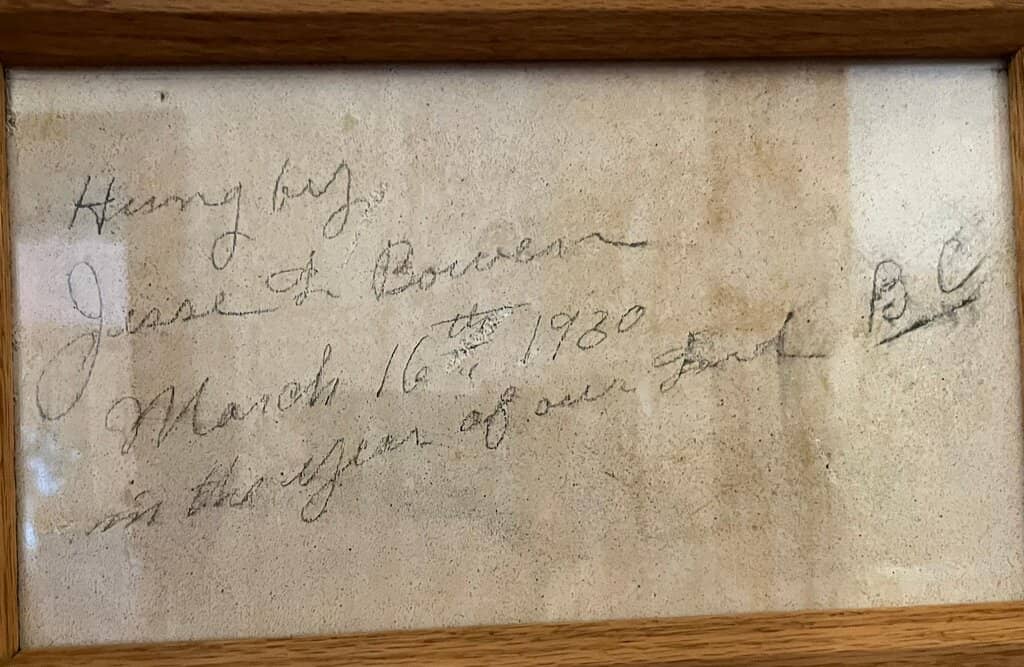 Hung by
Jesse L Bowen
March 16th, 1930
in the year of our Lord B C